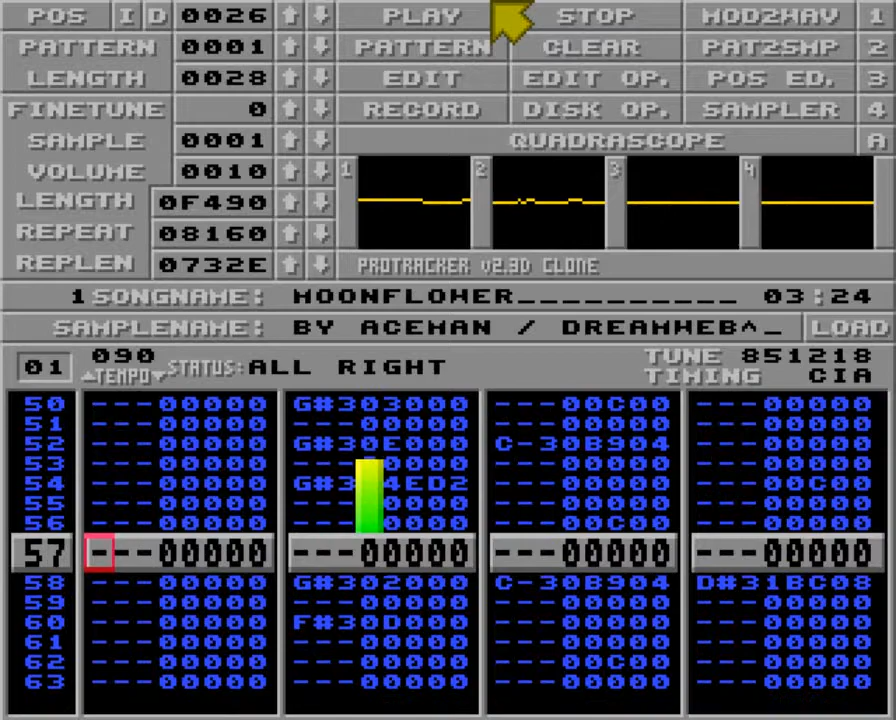 POS I D 0026 PLAY STOP MOD2WAV 1
PATTERN 0001 PATTERN CLEAR PAT2SMP 2
LENGTH 0028 EDIT EDIT OP. POS ED. 3
FINETUNE 0 RECORD DISK OP. SAMPLER 4
SAMPLE 0001 QUADRASCOPE A
VOLUME 0010 1 2 3 4
LENGTH 0F490
REPEAT 08160
REPLEN 0732E PROTRACKER V2.3D CLONE
1 SONGNAME: MOONFLOWER___________ 03:24
SAMPLENAME: BY ACEMAN / DREAMWEB^_ LOAD
01 090 TEMPO STATUS: ALL RIGHT TUNE 851218
TIMING CIA
50 ---00000 G#303000 ---00C00 ---00000
51 ---00000 ---00000 ---00000 ---00000
52 ---00000 G#30E000 C-30B904 ---00000
53 ---00000 --- 0000 ---00000 ---00000
54 ---00000 G#3 4ED2 ---00000 ---00C00
55 ---00000 --- 0000 ---00000 ---00000
56 ---00000 --- 0000 ---00C00 ---00000
57 ---00000 ---00000 ---00000 ---00000
58 ---00000 G#302000 C-30B904 D#31BC08
59 ---00000 ---00000 ---00000 ---00000
60 ---00000 F#30D000 ---00000 ---00000
61 ---00000 ---00000 ---00000 ---00000
62 ---00000 ---00000 ---00C00 ---00000
63 ---00000 ---00000 ---00000 ---00000